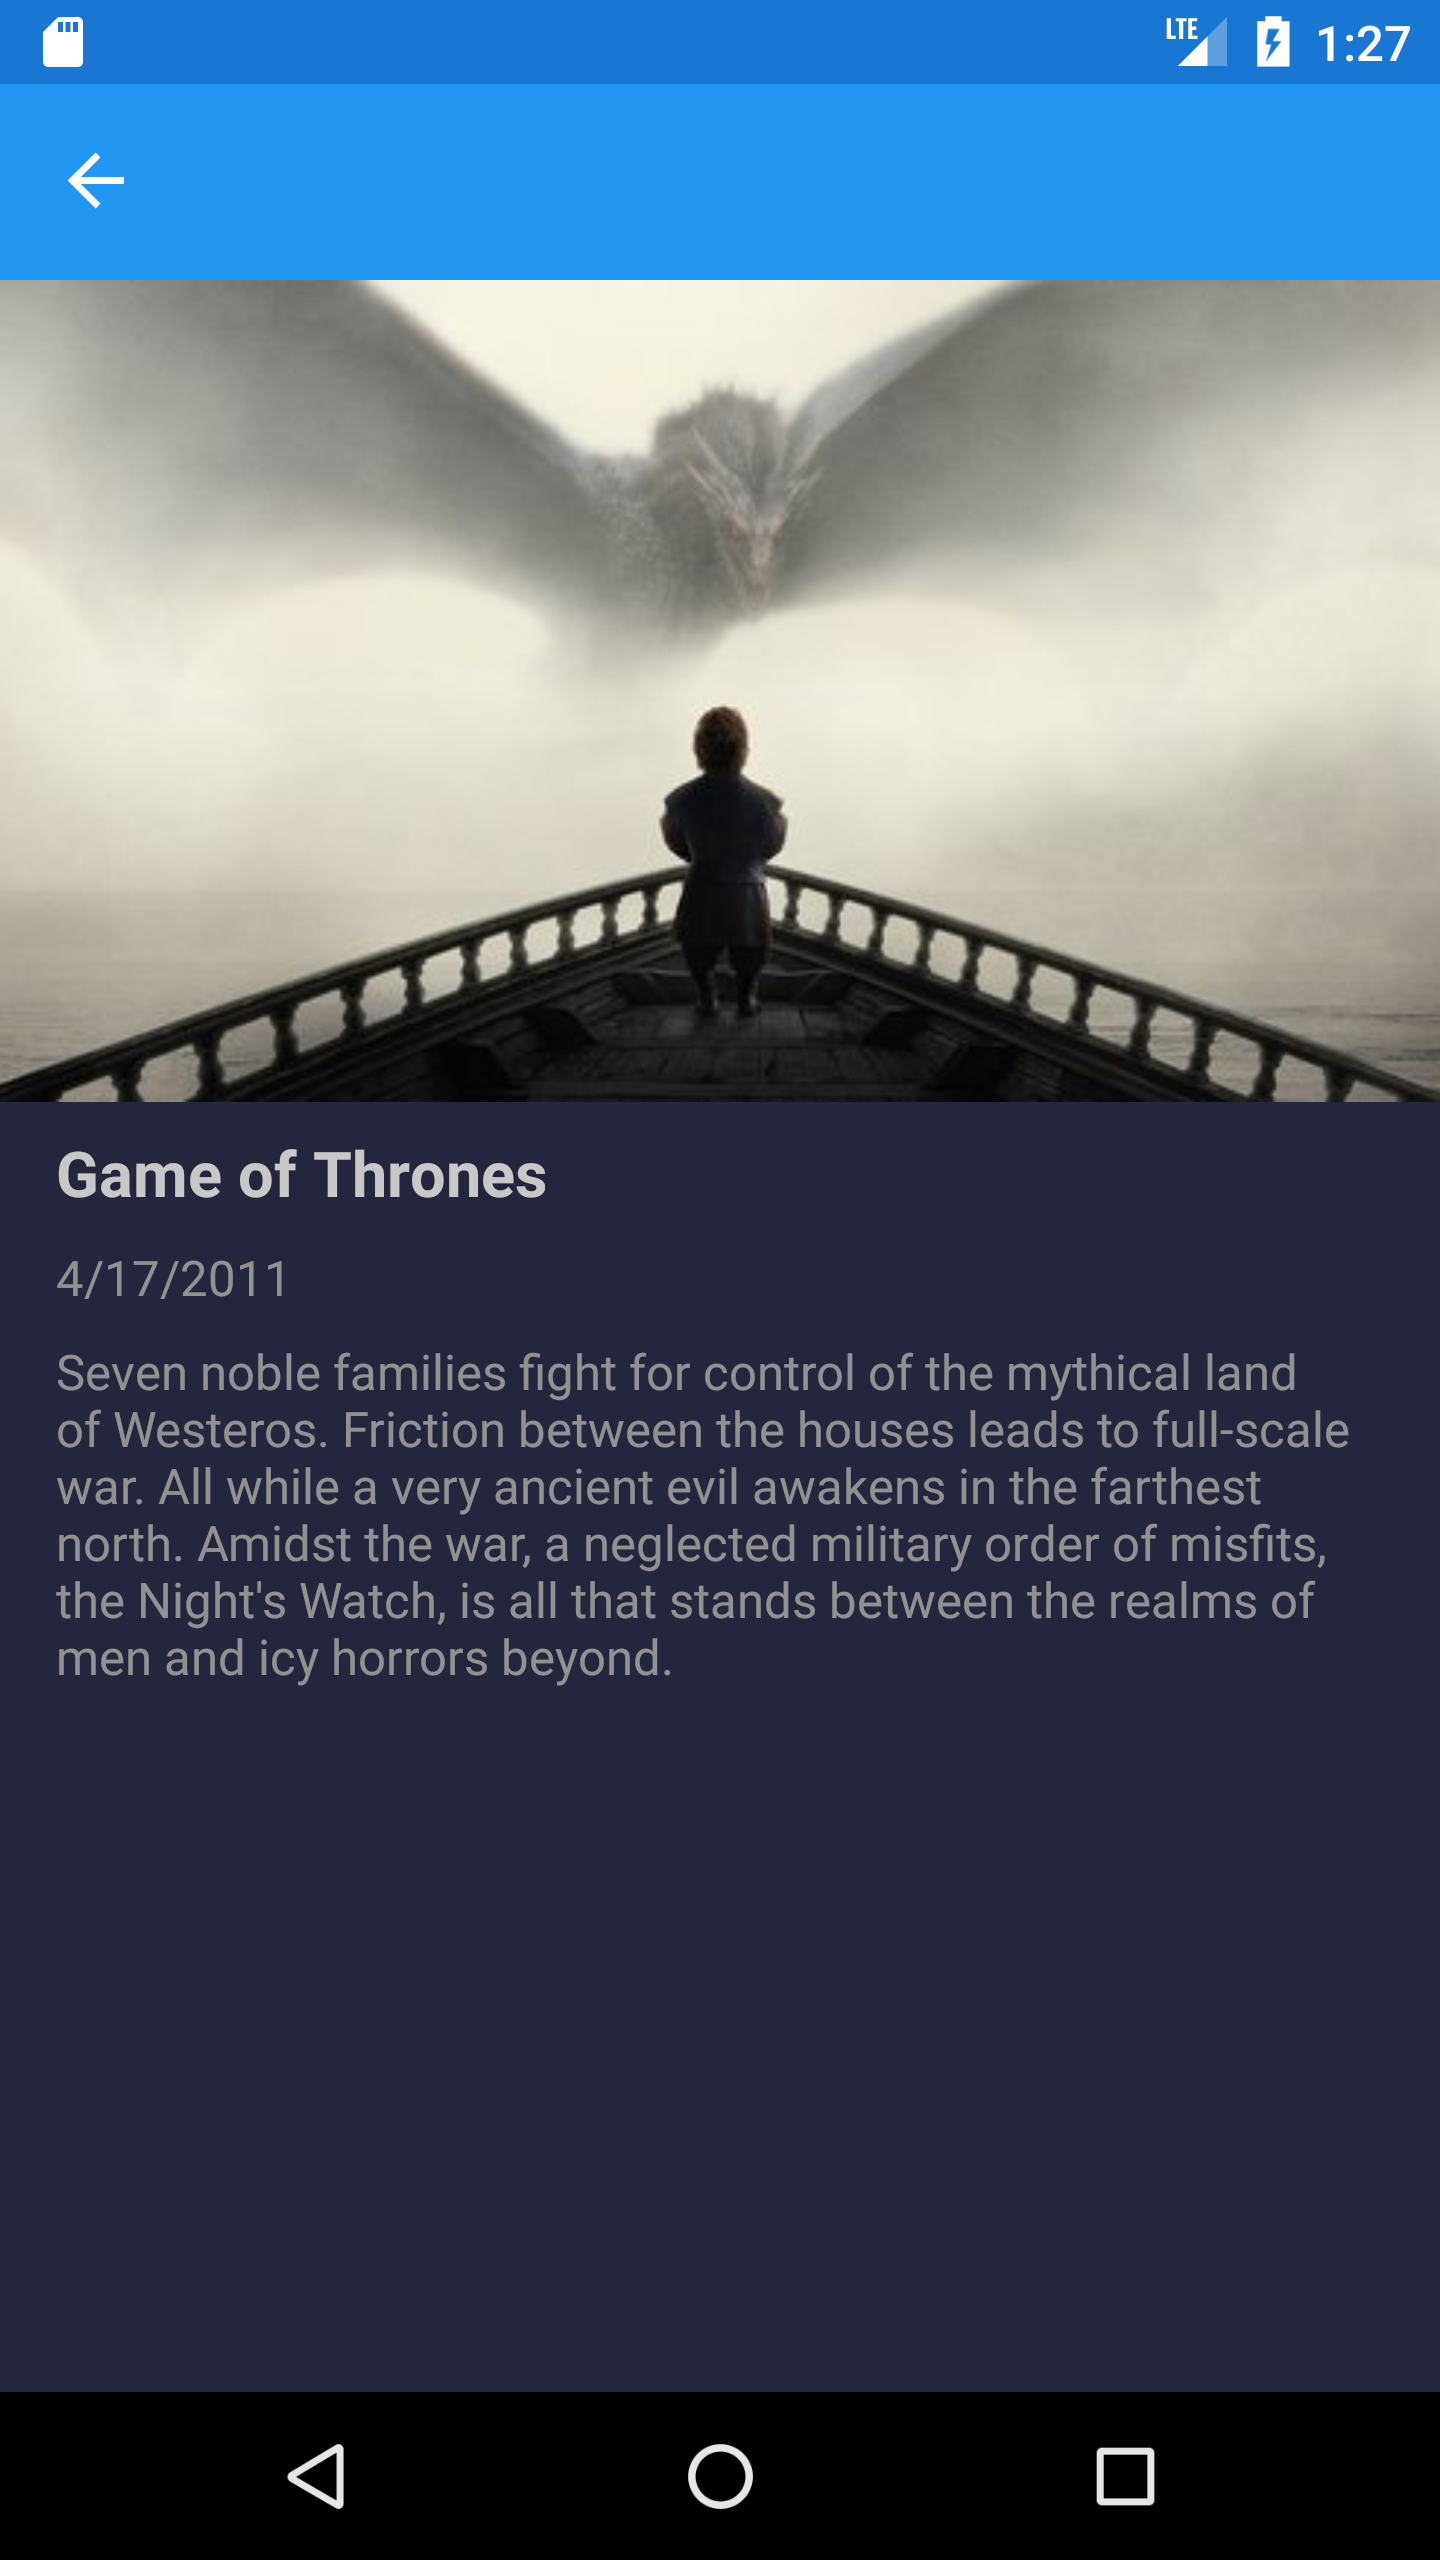 LTE 1:27
Game of Thrones
4/17/2011
Seven noble families fight for control of the mythical land
of Westeros. Friction between the houses leads to full-scale
war. All while a very ancient evil awakens in the farthest
north. Amidst the war, a neglected military order of misfits,
the Night's Watch, is all that stands between the realms of
men and icy horrors beyond.